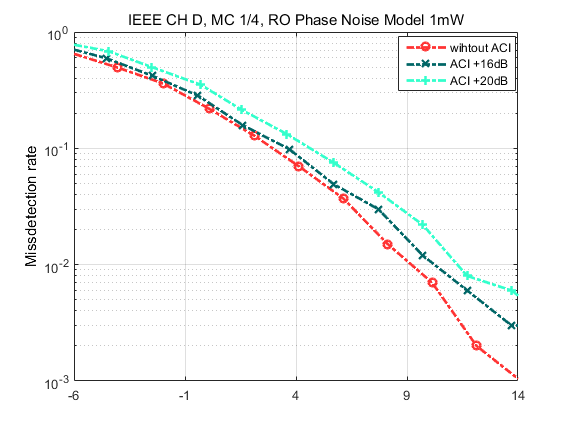 IEEE CH D, MC 1/4, RO Phase Noise Model 1mW
10^0
wihtout ACI
ACI +16dB
ACI +20dB
10^-1
Missdetection rate
10^-2
10^-3
-6 -1 4 9 14